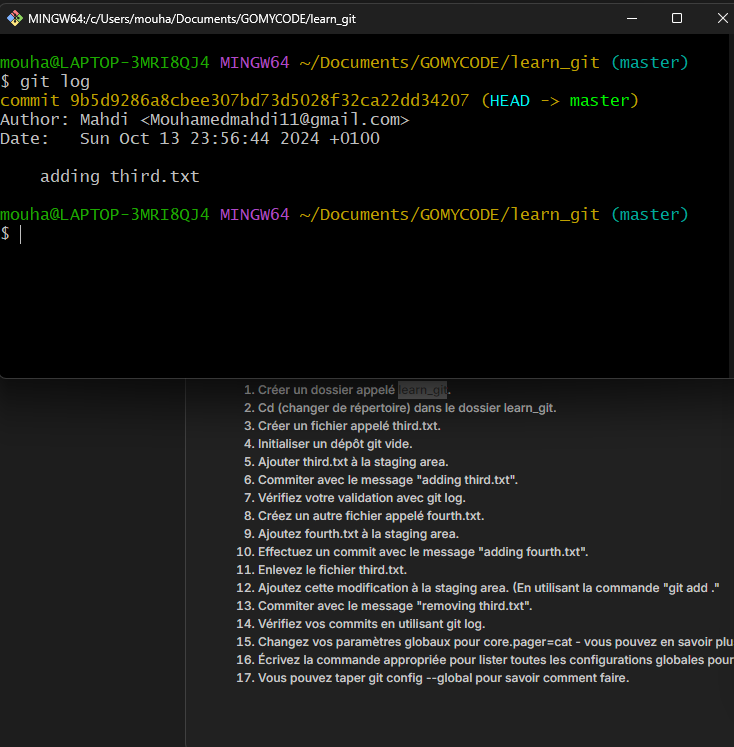 MINGW64:/c/Users/mouha/Documents/GOMYCODE/learn_git
mouha@LAPTOP-3MRI8QJ4 MINGW64 ~/Documents/GOMYCODE/learn_git (master)
$ git log
commit 9b5d9286a8cbee307bd73d5028f32ca22dd34207 (HEAD -> master)
Author: Mahdi <Mouhamedmahdi11@gmail.com>
Date:   Sun Oct 13 23:56:44 2024 +0100
adding third.txt
mouha@LAPTOP-3MRI8QJ4 MINGW64 ~/Documents/GOMYCODE/learn_git (master)
$
1. Créer un dossier appelé learn_git.
2. Cd (changer de répertoire) dans le dossier learn_git.
3. Créer un fichier appelé third.txt.
4. Initialiser un dépôt git vide.
5. Ajouter third.txt à la staging area.
6. Commiter avec le message "adding third.txt".
7. Vérifiez votre validation avec git log.
8. Créez un autre fichier appelé fourth.txt.
9. Ajoutez fourth.txt à la staging area.
10. Effectuez un commit avec le message "adding fourth.txt".
11. Enlevez le fichier third.txt.
12. Ajoutez cette modification à la staging area. (En utilisant la commande "git add ."
13. Commiter avec le message "removing third.txt".
14. Vérifiez vos commits en utilisant git log.
15. Changez vos paramètres globaux pour core.pager=cat - vous pouvez en savoir plu
16. Écrivez la commande appropriée pour lister toutes les configurations globales pour
17. Vous pouvez taper git config --global pour savoir comment faire.